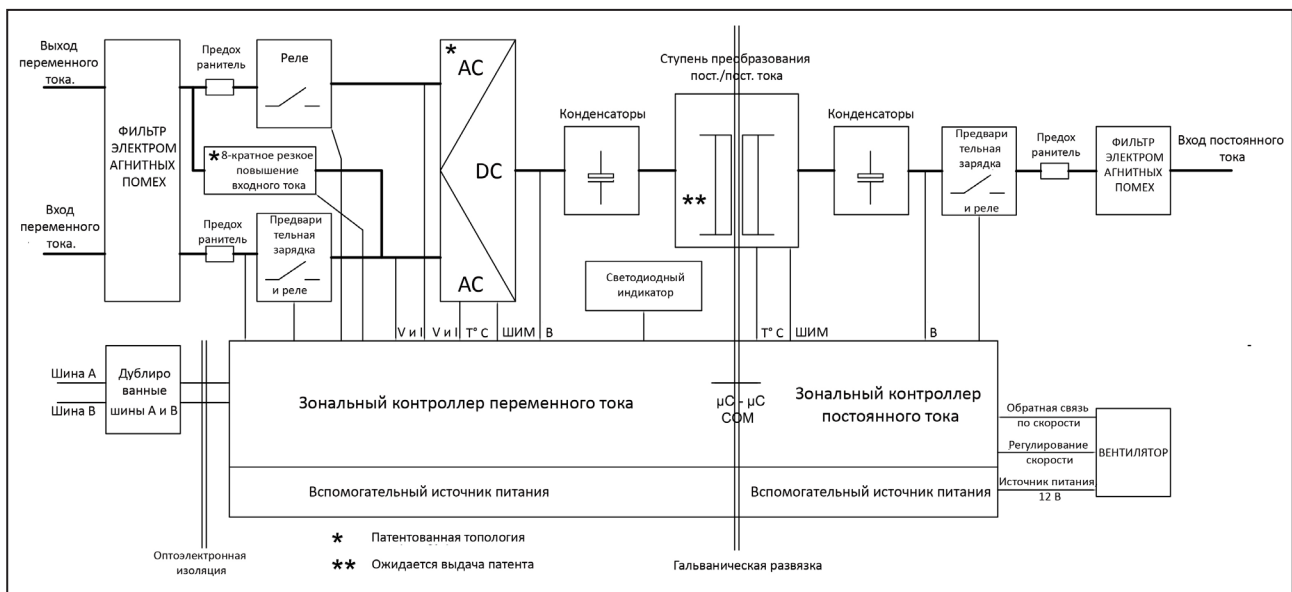 Выход
переменного
тока.
Предох
ранитель
Реле
*
AC
Ступень преобразования
пост./пост. тока
Конденсаторы
Конденсаторы
Предвари
тельная
зарядка
и реле
Предох
ранитель
ФИЛЬТР
ЭЛЕКТРОМ
АГНИТНЫХ
ПОМЕХ
Вход постоянного
тока
ФИЛЬТР
ЭЛЕКТРОМ
АГНИТНЫХ
ПОМЕХ
*8-кратное резкое
повышение
входного тока
DC
**
Вход
переменного
тока.
Предох
ранитель
Предвари
тельная
зарядка
и реле
AC
Светодиодный
индикатор
V и I
V и I
T° C
ШИМ
В
T° C
ШИМ
В
Шина А
Шина В
Дублиро
ванные
шины А и В
Зональный контроллер переменного тока
µC - µC
COM
Зональный контроллер
постоянного тока
Обратная связь
по скорости
Регулирование
скорости
Источник питания
12 В
ВЕНТИЛЯТОР
Вспомогательный источник питания
Вспомогательный источник питания
Оптоэлектронная
изоляция
* Патентованная топология
** Ожидается выдача патента
Гальваническая развязка